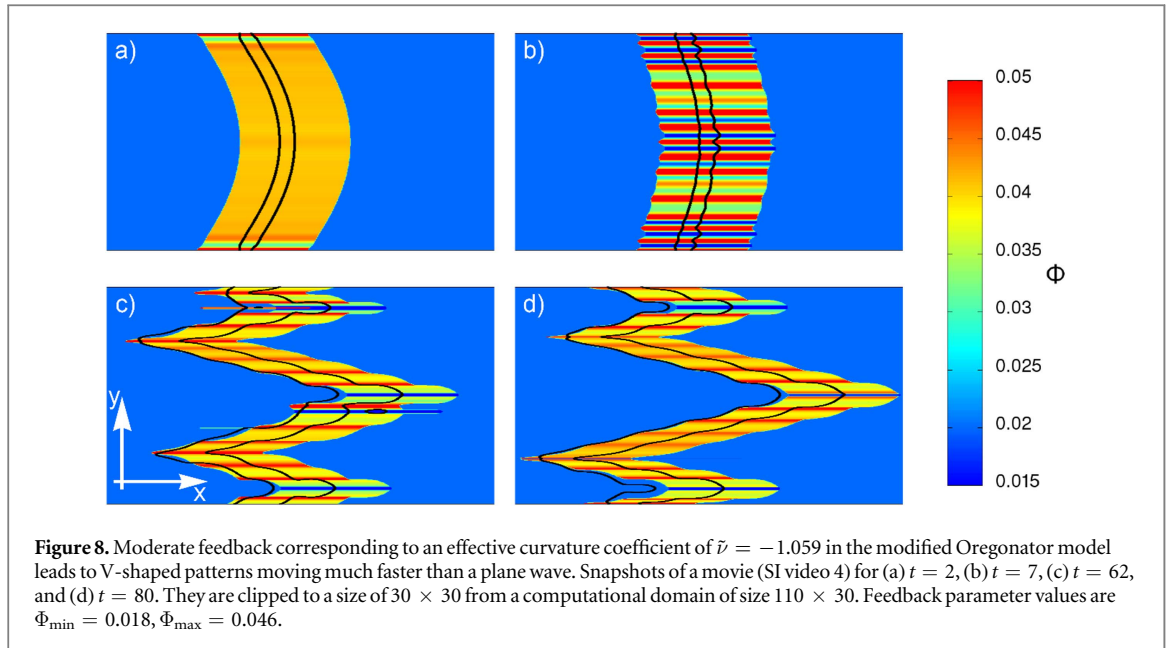 a)
b)
c)
d)
y
x
0.05
0.045
0.04
0.035
0.03
0.025
0.02
0.015
Φ
Figure 8. Moderate feedback corresponding to an effective curvature coefficient of ν̃ = −1.059 in the modified Oregonator model
leads to V-shaped patterns moving much faster than a plane wave. Snapshots of a movie (SI video 4) for (a) t = 2, (b) t = 7, (c) t = 62,
and (d) t = 80. They are clipped to a size of 30 × 30 from a computational domain of size 110 × 30. Feedback parameter values are
Φmin = 0.018, Φmax = 0.046.